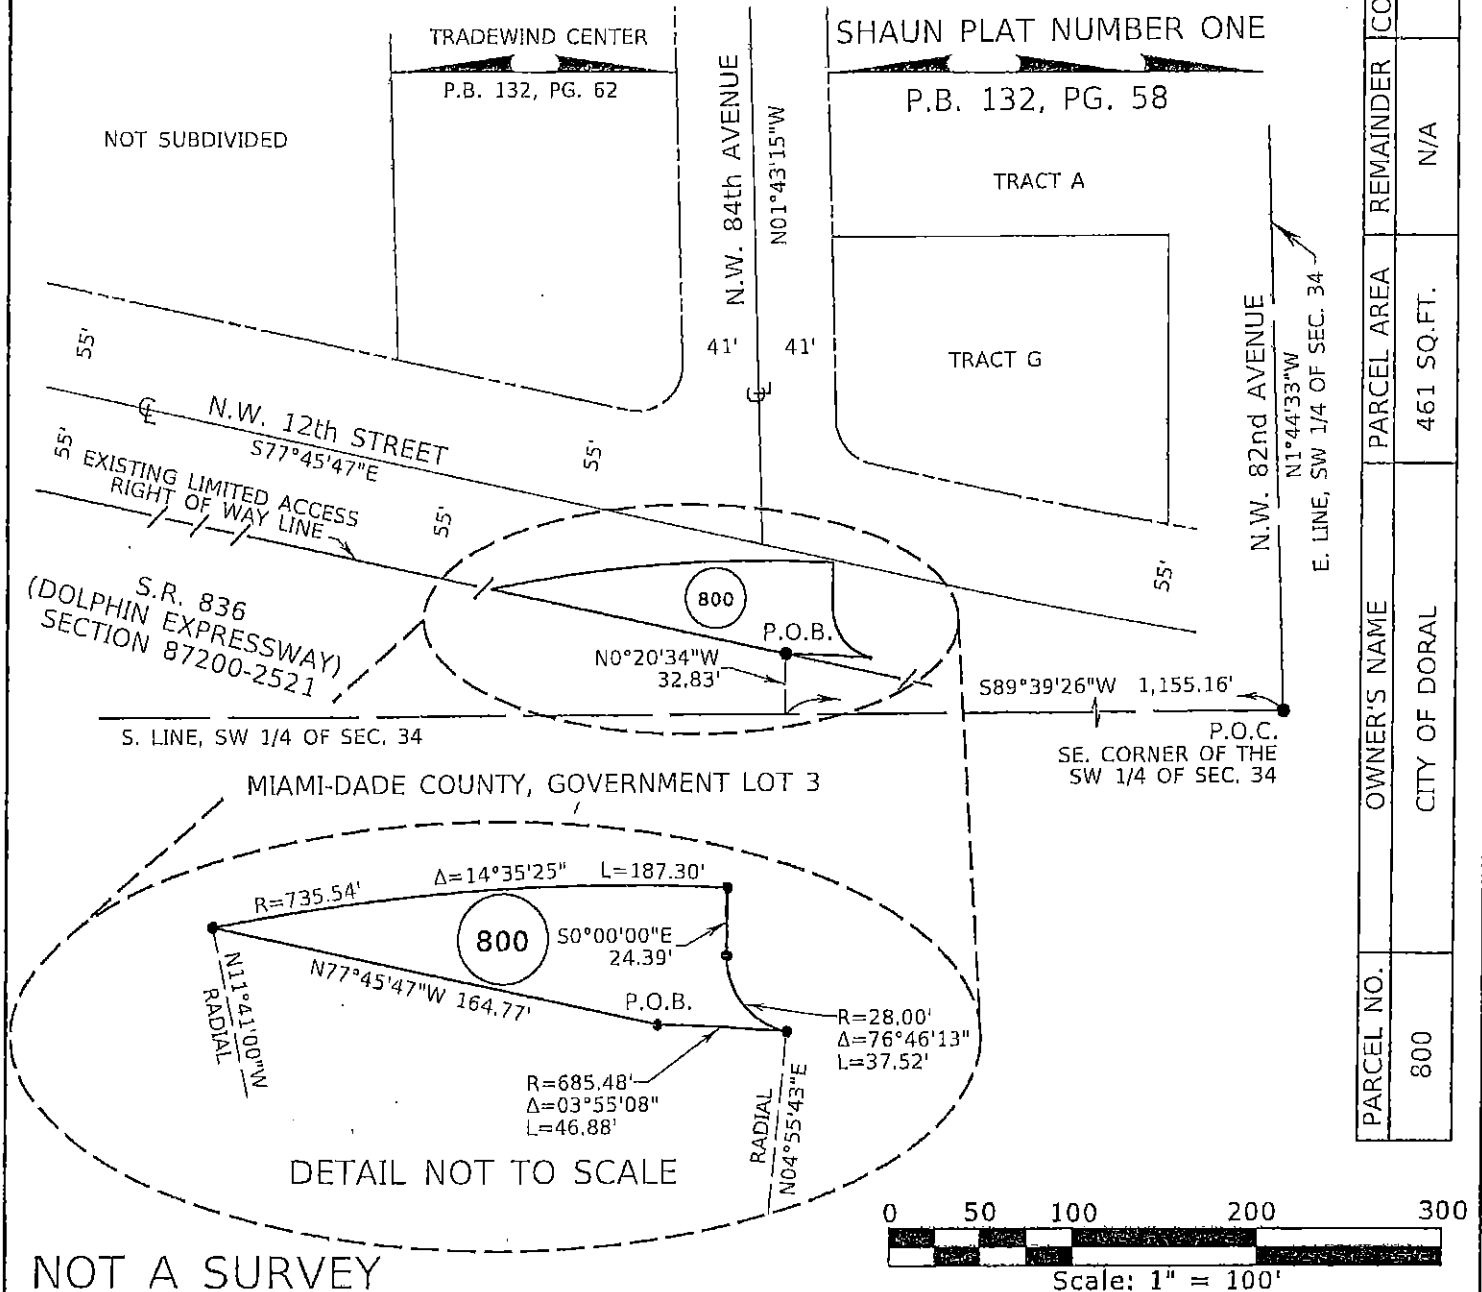 TRADEWIND CENTER
P.B. 132, PG. 62
SHAUN PLAT NUMBER ONE
P.B. 132, PG. 58
NOT SUBDIVIDED
N.W. 84th AVENUE
N01°43'15"W
TRACT A
TRACT G
41'
41'
℄
N.W. 82nd AVENUE
N1°44'33"W
E. LINE, SW 1/4 OF SEC. 34
55'
℄
N.W. 12th STREET
S77°45'47"E
55'
55'
55'
55'
EXISTING LIMITED ACCESS
RIGHT OF WAY LINE
S.R. 836
(DOLPHIN EXPRESSWAY)
SECTION 87200-2521
800
P.O.B.
N0°20'34"W
32.83'
S89°39'26"W 1,155.16'
P.O.C.
SE. CORNER OF THE
SW 1/4 OF SEC. 34
S. LINE, SW 1/4 OF SEC. 34
MIAMI-DADE COUNTY, GOVERNMENT LOT 3
R=735.54'
Δ=14°35'25"
L=187.30'
800
S0°00'00"E
24.39'
N77°45'47"W 164.77'
P.O.B.
N11°41'00"W
RADIAL
R=28.00'
Δ=76°46'13"
L=37.52'
R=685.48'
Δ=03°55'08"
L=46.88'
RADIAL
N04°55'43"E
DETAIL NOT TO SCALE
NOT A SURVEY
0 50 100 200 300
Scale: 1" = 100'
PARCEL NO. OWNER'S NAME PARCEL AREA REMAINDER CO
800 CITY OF DORAL 461 SQ.FT. N/A